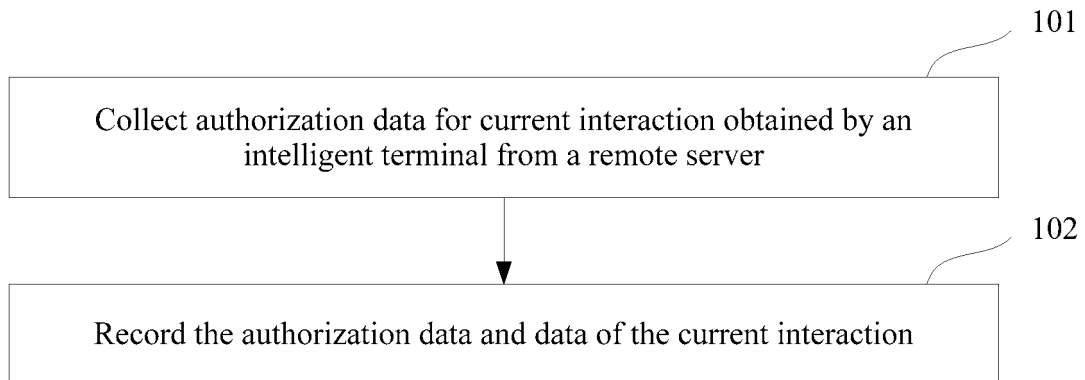 101
Collect authorization data for current interaction obtained by an
intelligent terminal from a remote server
102
Record the authorization data and data of the current interaction